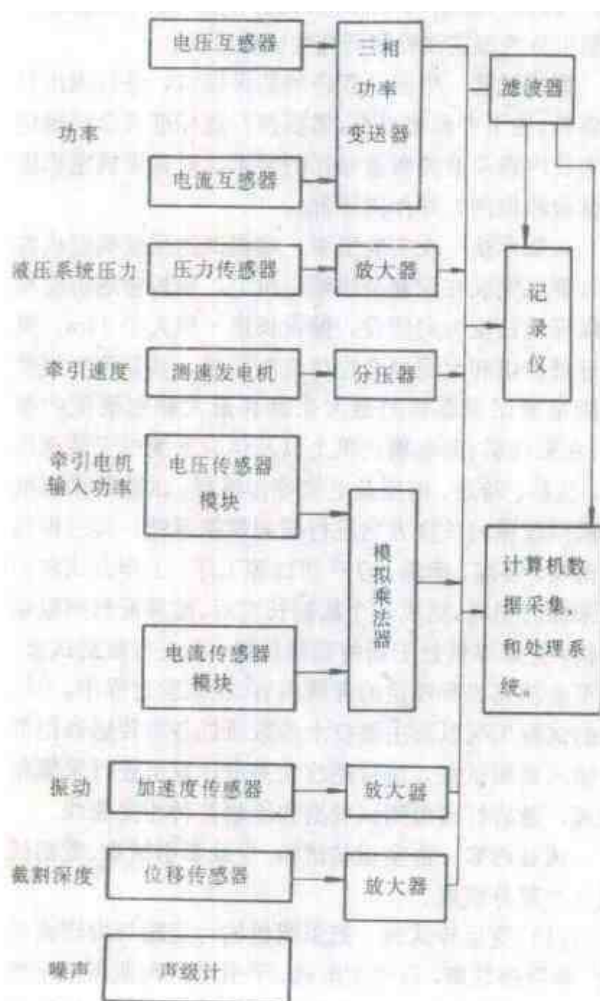 电压互感器
三相
功率
变送器
滤波器
功率
电流互感器
液压系统压力
压力传感器
放大器
记录仪
牵引速度
测速发电机
分压器
牵引电机
输入功率
电压传感器
模块
模拟乘法器
计算机数
据采集，
和处理系
统。
电流传感器
模块
振动
加速度传感器
放大器
截割深度
位移传感器
放大器
噪声
声级计